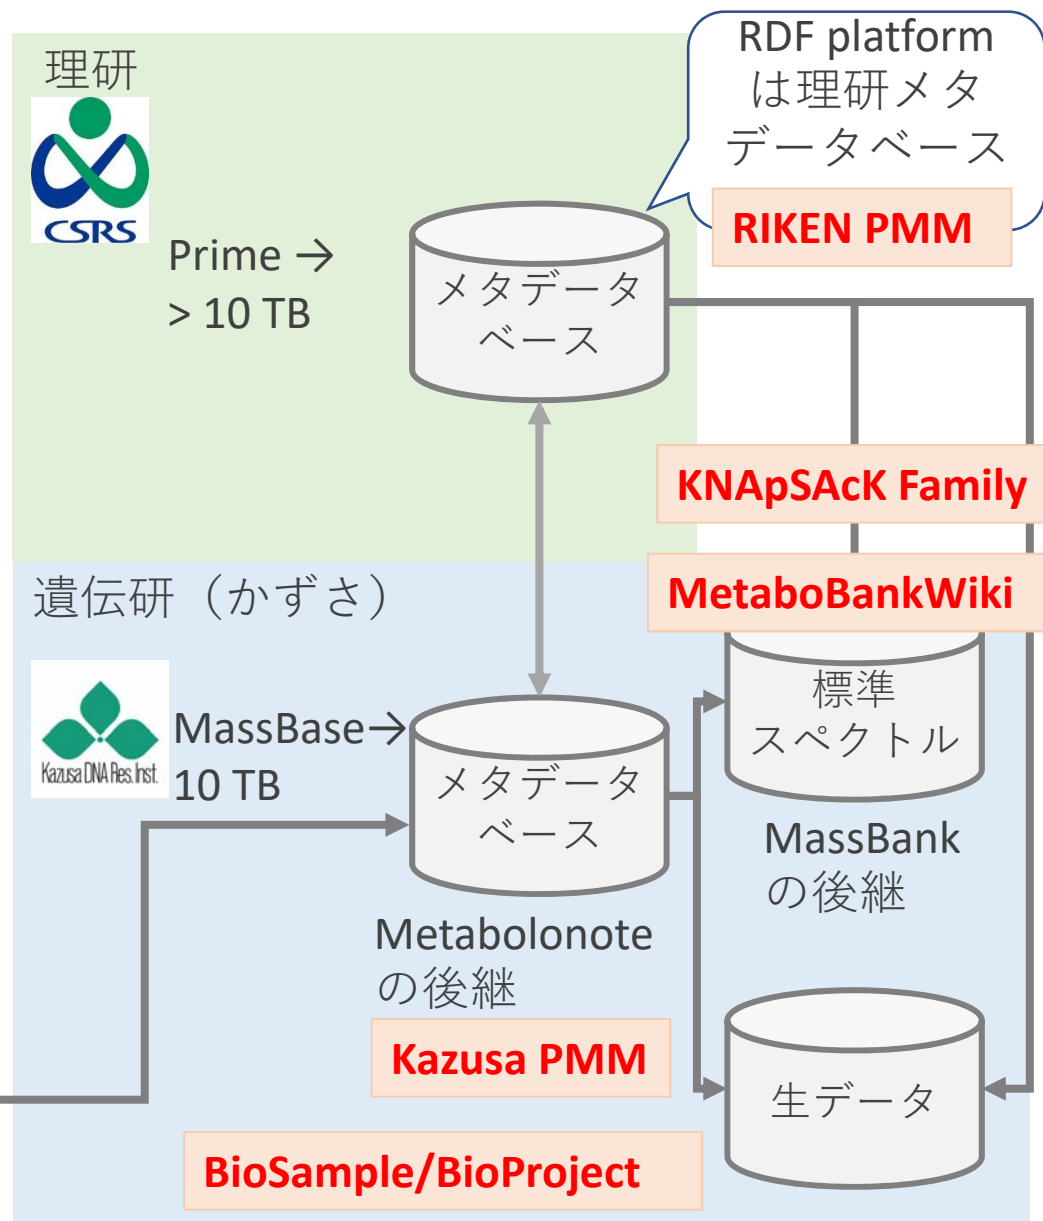 理研
CSRS
RDF platform
は理研メタ
データベース
RIKEN PMM
Prime →
> 10 TB
メタデータ
ベース
KNApSAcK Family
MetaboBankWiki
遺伝研（かずさ）
Kazusa DNA Res. Inst.
MassBase→
10 TB
メタデータ
ベース
標準
スペクトル
MassBank
の後継
Metabolonote
の後継
Kazusa PMM
生データ
BioSample/BioProject